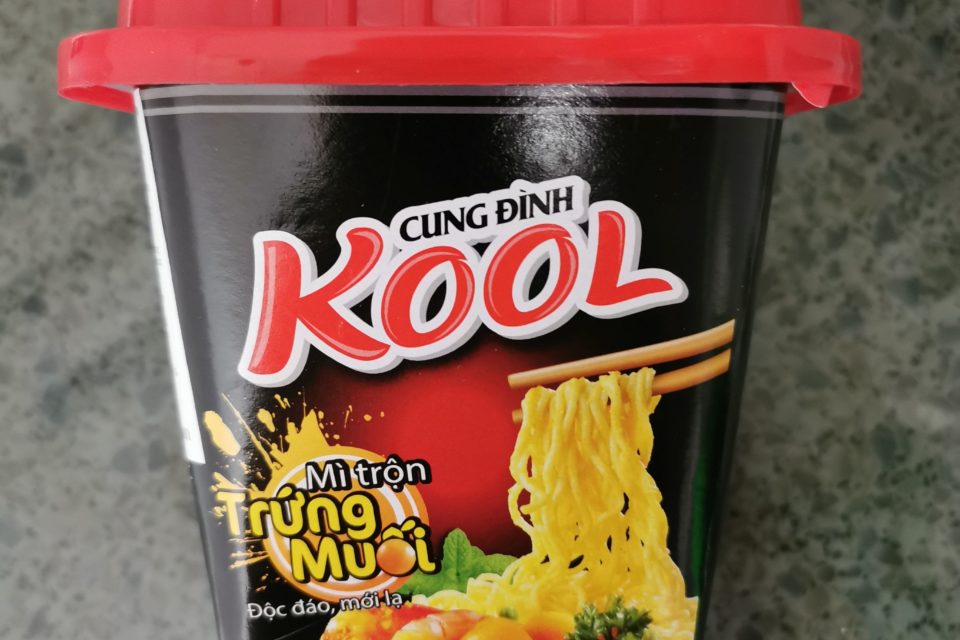 CUNG ĐÌNH
KOOL
Mì trộn
Trứng
Muối
Độc đáo, mới lạ